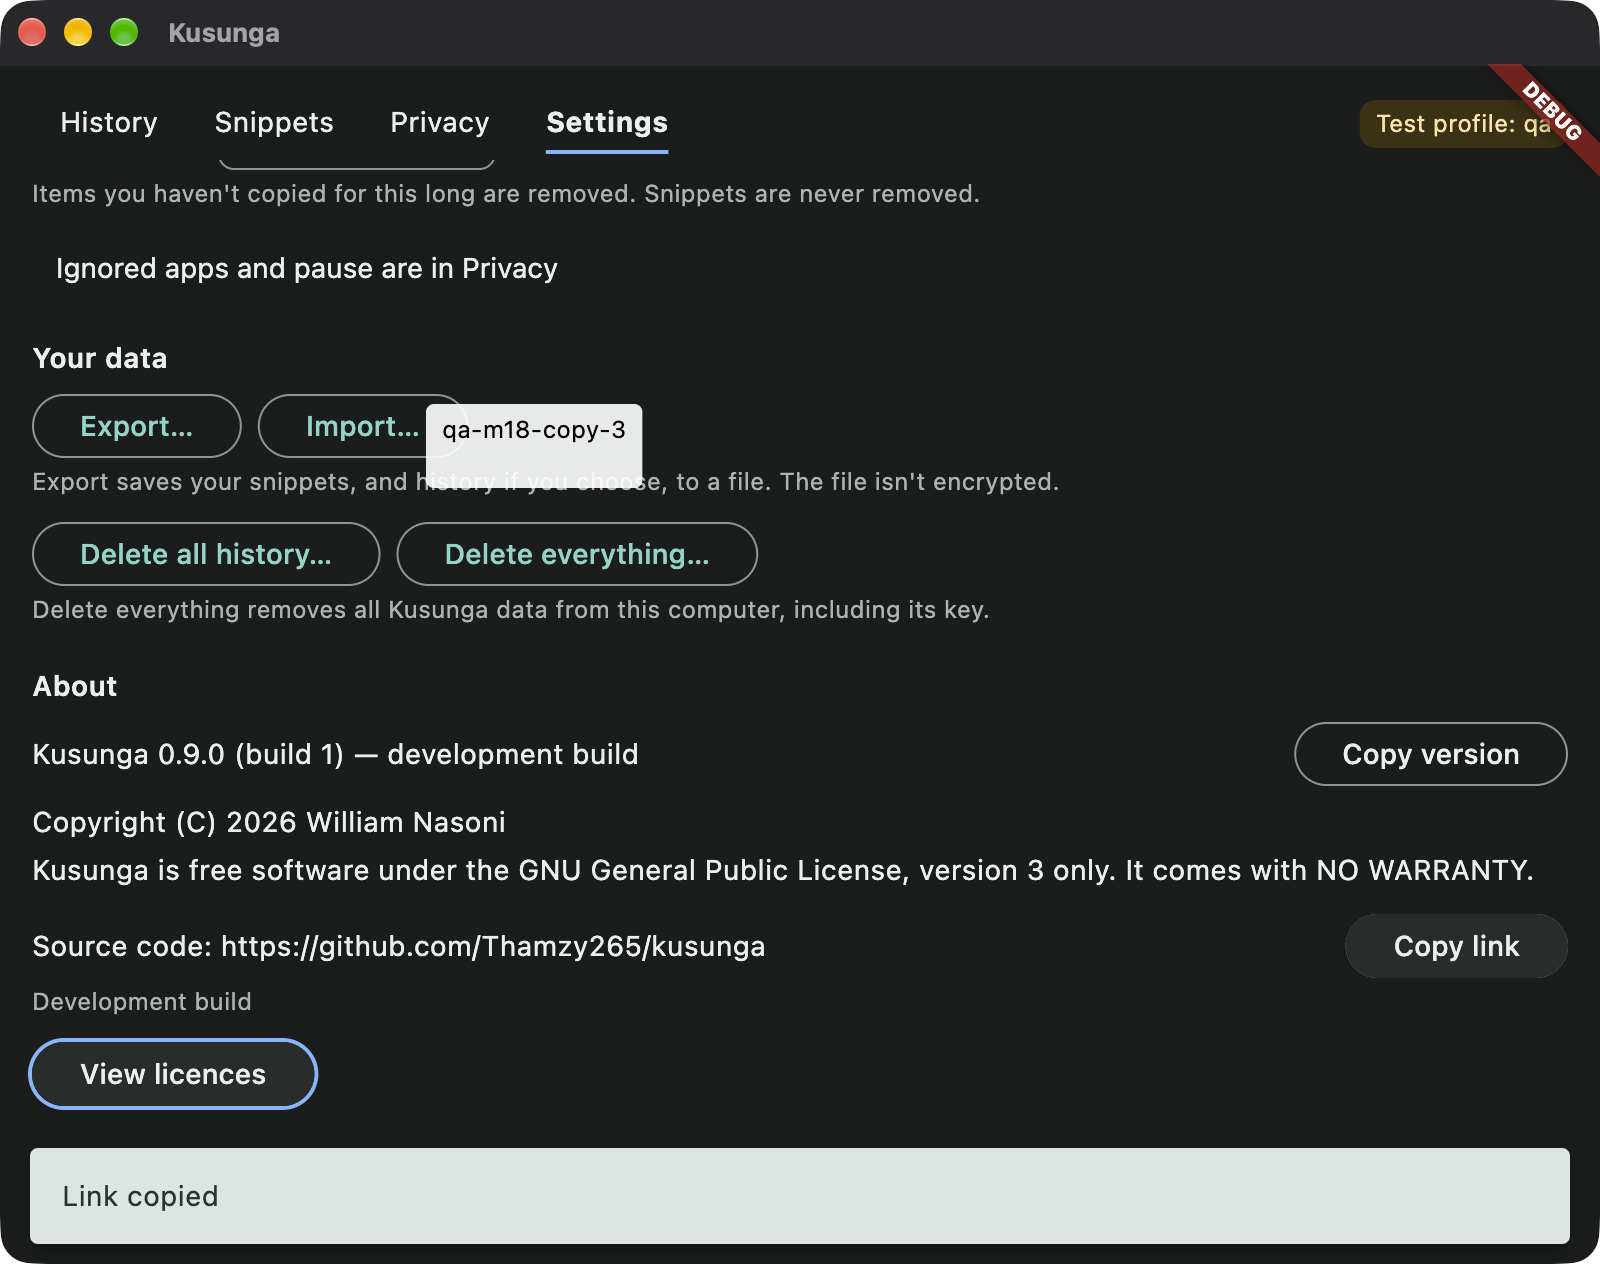 Kusunga
History Snippets Privacy Settings
Test profile: qa
DEBUG
Items you haven't copied for this long are removed. Snippets are never removed.
Ignored apps and pause are in Privacy
Your data
Export... Import...
qa-m18-copy-3
Export saves your snippets, and history if you choose, to a file. The file isn't encrypted.
Delete all history... Delete everything...
Delete everything removes all Kusunga data from this computer, including its key.
About
Kusunga 0.9.0 (build 1) — development build
Copy version
Copyright (C) 2026 William Nasoni
Kusunga is free software under the GNU General Public License, version 3 only. It comes with NO WARRANTY.
Source code: https://github.com/Thamzy265/kusunga
Copy link
Development build
View licences
Link copied